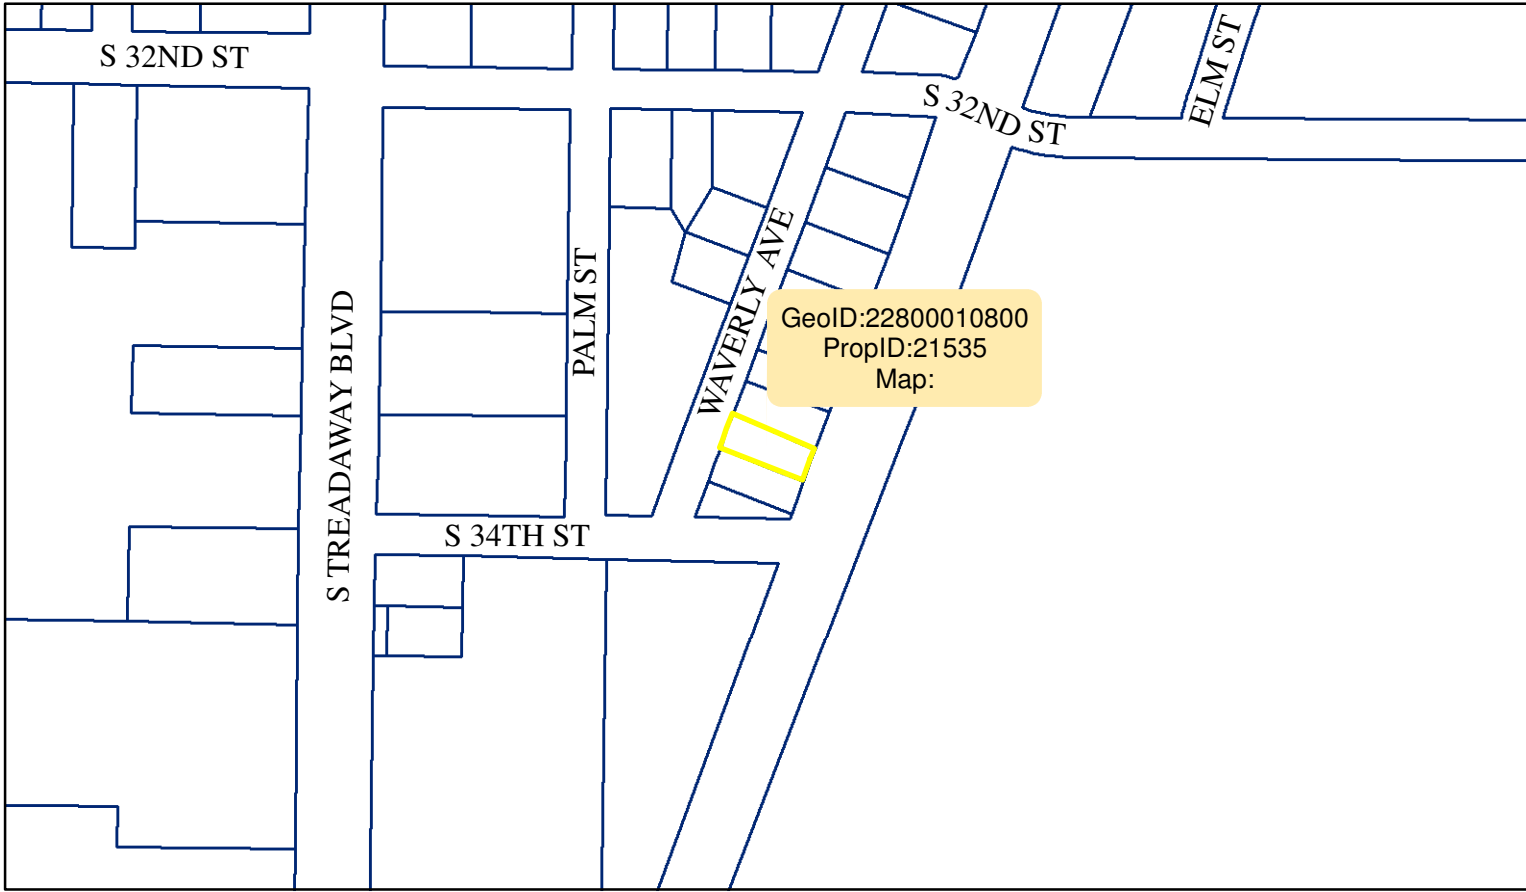 S 32ND ST
ELM ST
S 32ND ST
WAVERLY AVE
PALM ST
S TREADAWAY BLVD
GeoID:22800010800
PropID:21535
Map:
S 34TH ST